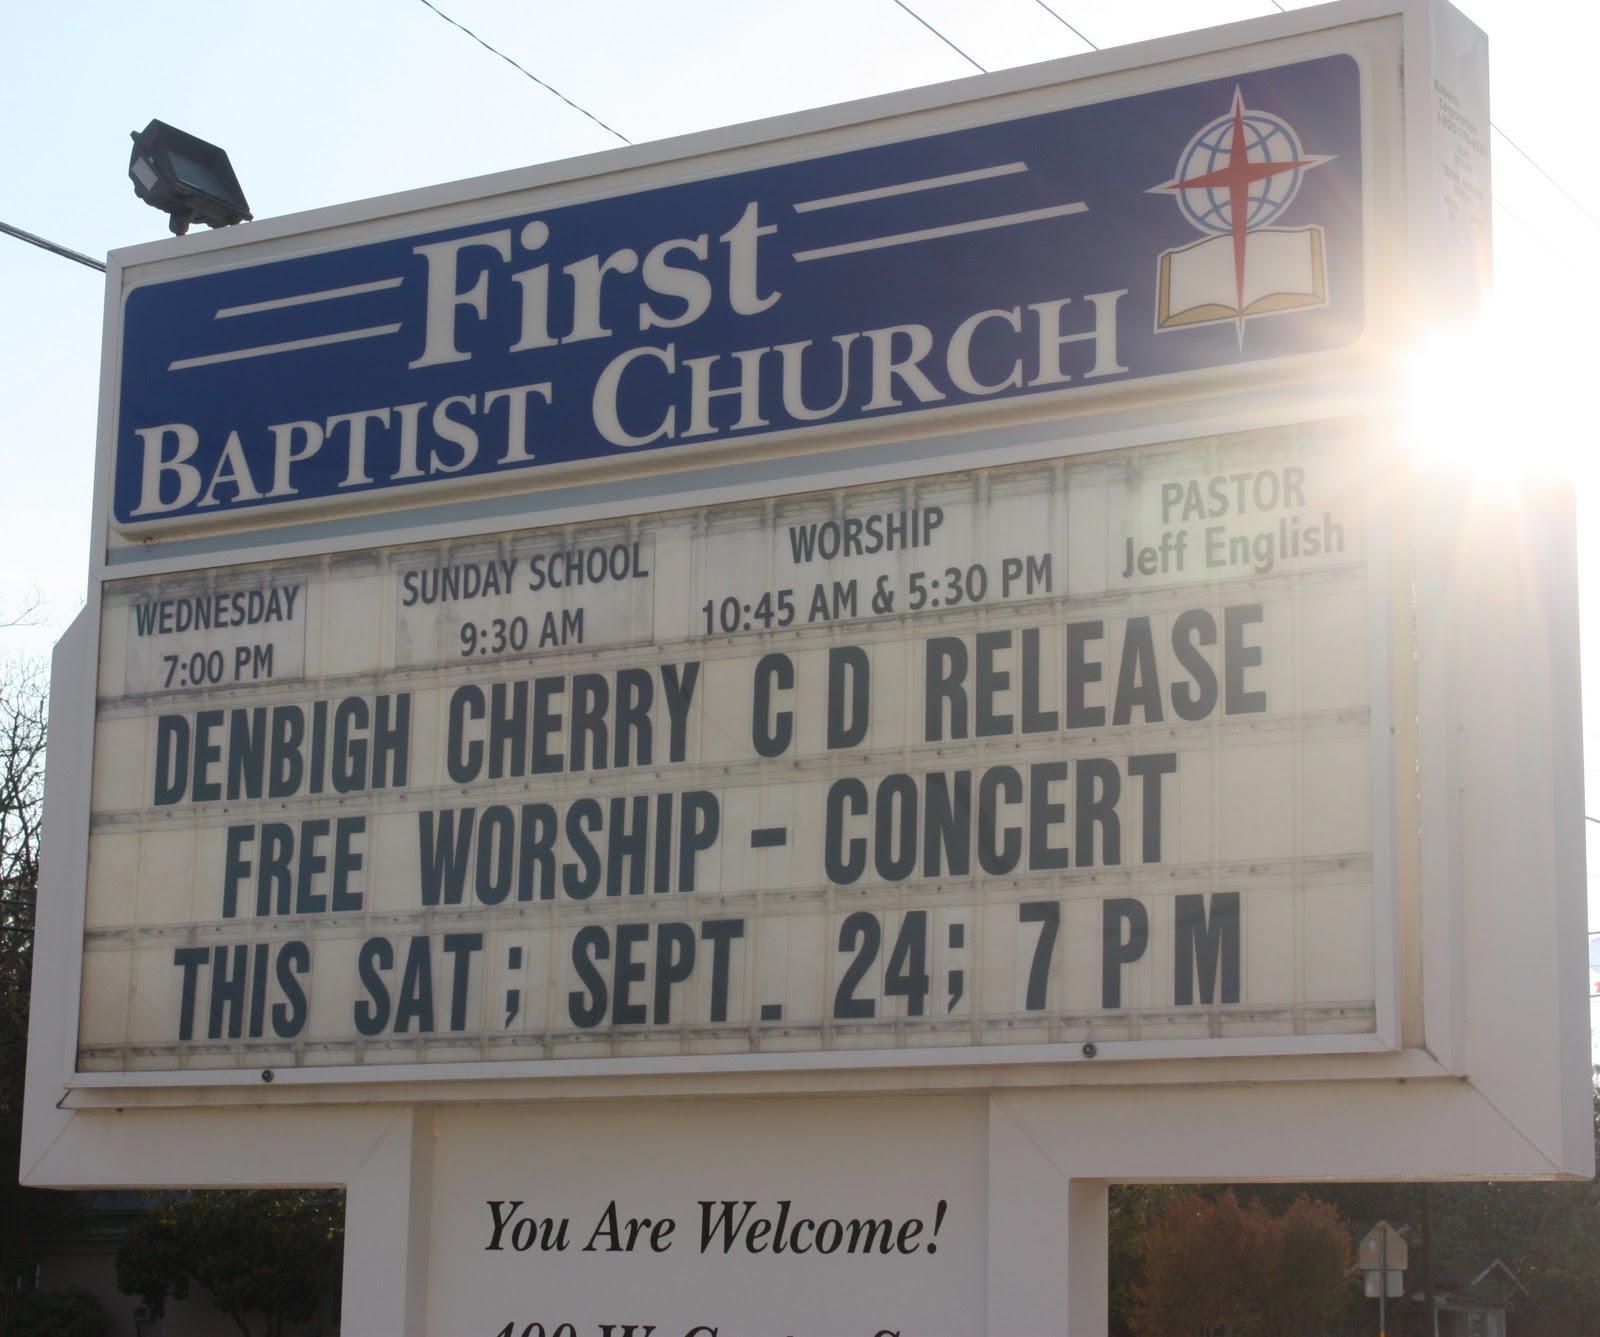 First
BAPTIST CHURCH
WEDNESDAY
7:00 PM
SUNDAY SCHOOL
9:30 AM
WORSHIP
10:45 AM & 5:30 PM
PASTOR
Jeff English
DENBIGH CHERRY C D RELEASE
FREE WORSHIP - CONCERT
THIS SAT ; SEPT. 24; 7 P M
You Are Welcome!